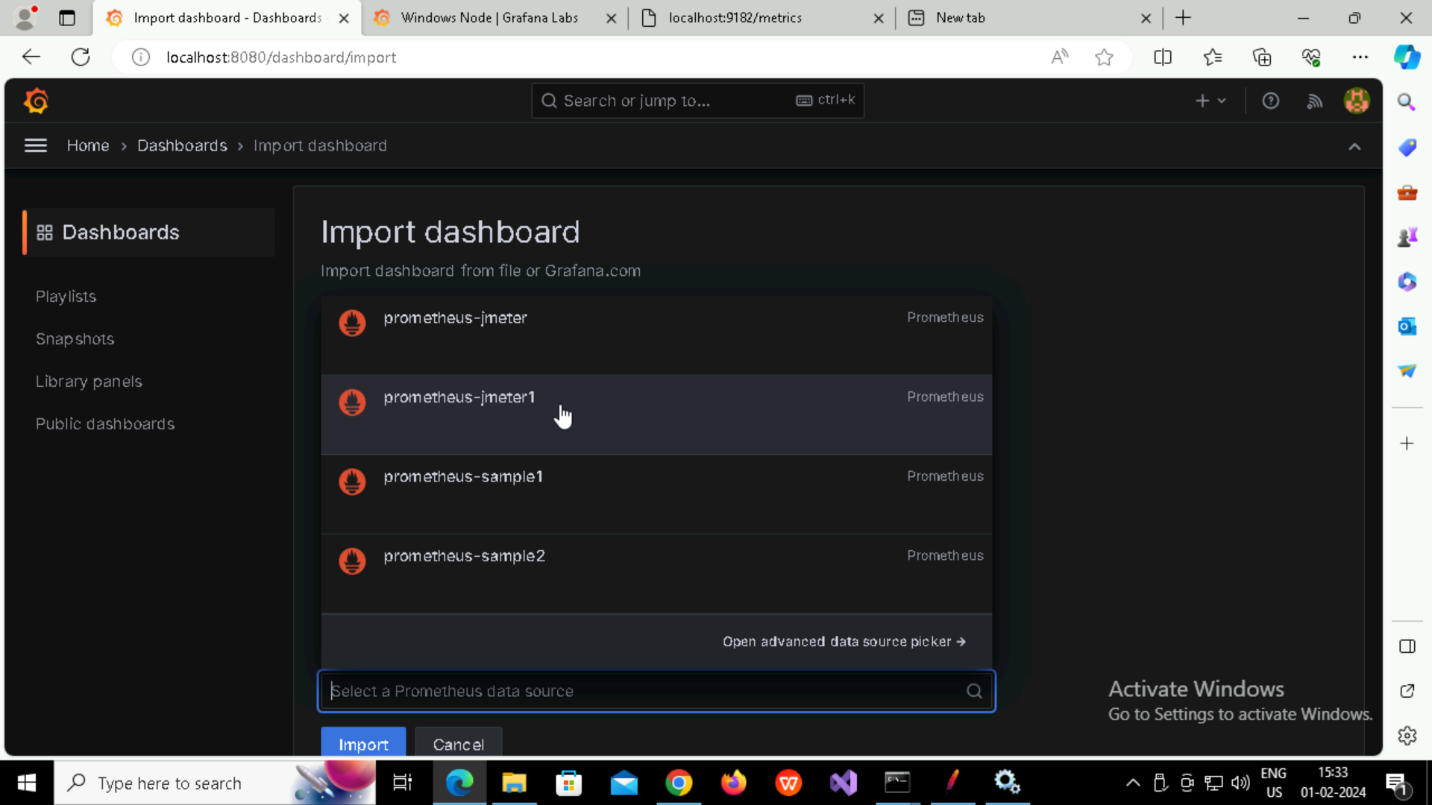 Import dashboard - Dashboards
Windows Node | Grafana Labs
localhost:9182/metrics
New tab
localhost:8080/dashboard/import
Search or jump to...
ctrl+k
Home › Dashboards › Import dashboard
Dashboards
Playlists
Snapshots
Library panels
Public dashboards
Import dashboard
Import dashboard from file or Grafana.com
prometheus-jmeter
Prometheus
prometheus-jmeter1
Prometheus
prometheus-sample1
Prometheus
prometheus-sample2
Prometheus
Open advanced data source picker →
Select a Prometheus data source
Import
Cancel
Activate Windows
Go to Settings to activate Windows.
Type here to search
ENG
US
15:33
01-02-2024
1